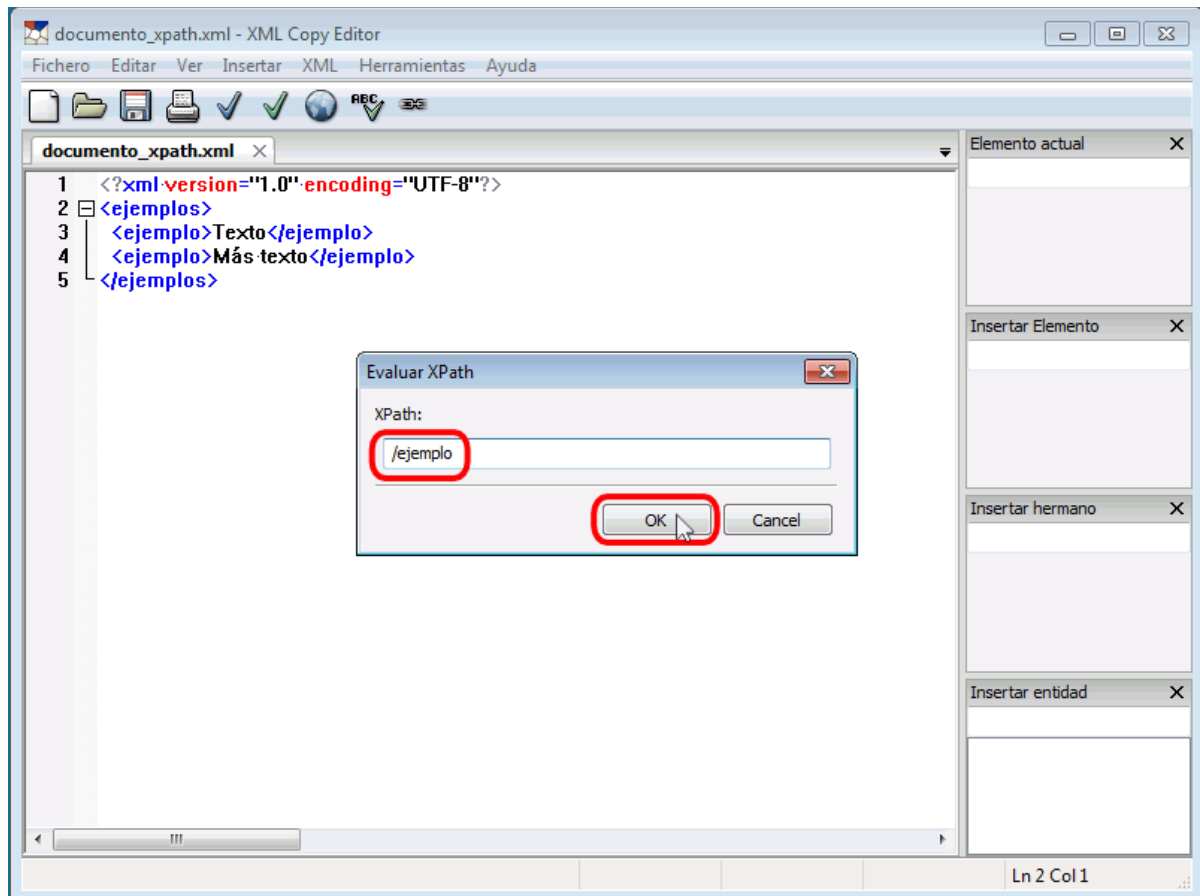 documento_xpath.xml - XML Copy Editor
Fichero Editar Ver Insertar XML Herramientas Ayuda
ABC
documento_xpath.xml
1 <?xml version="1.0" encoding="UTF-8"?>
2 <ejemplos>
3 <ejemplo>Texto</ejemplo>
4 <ejemplo>Más texto</ejemplo>
5 </ejemplos>
Evaluar XPath
XPath:
/ejemplo
OK Cancel
Elemento actual
Insertar Elemento
Insertar hermano
Insertar entidad
Ln 2 Col 1